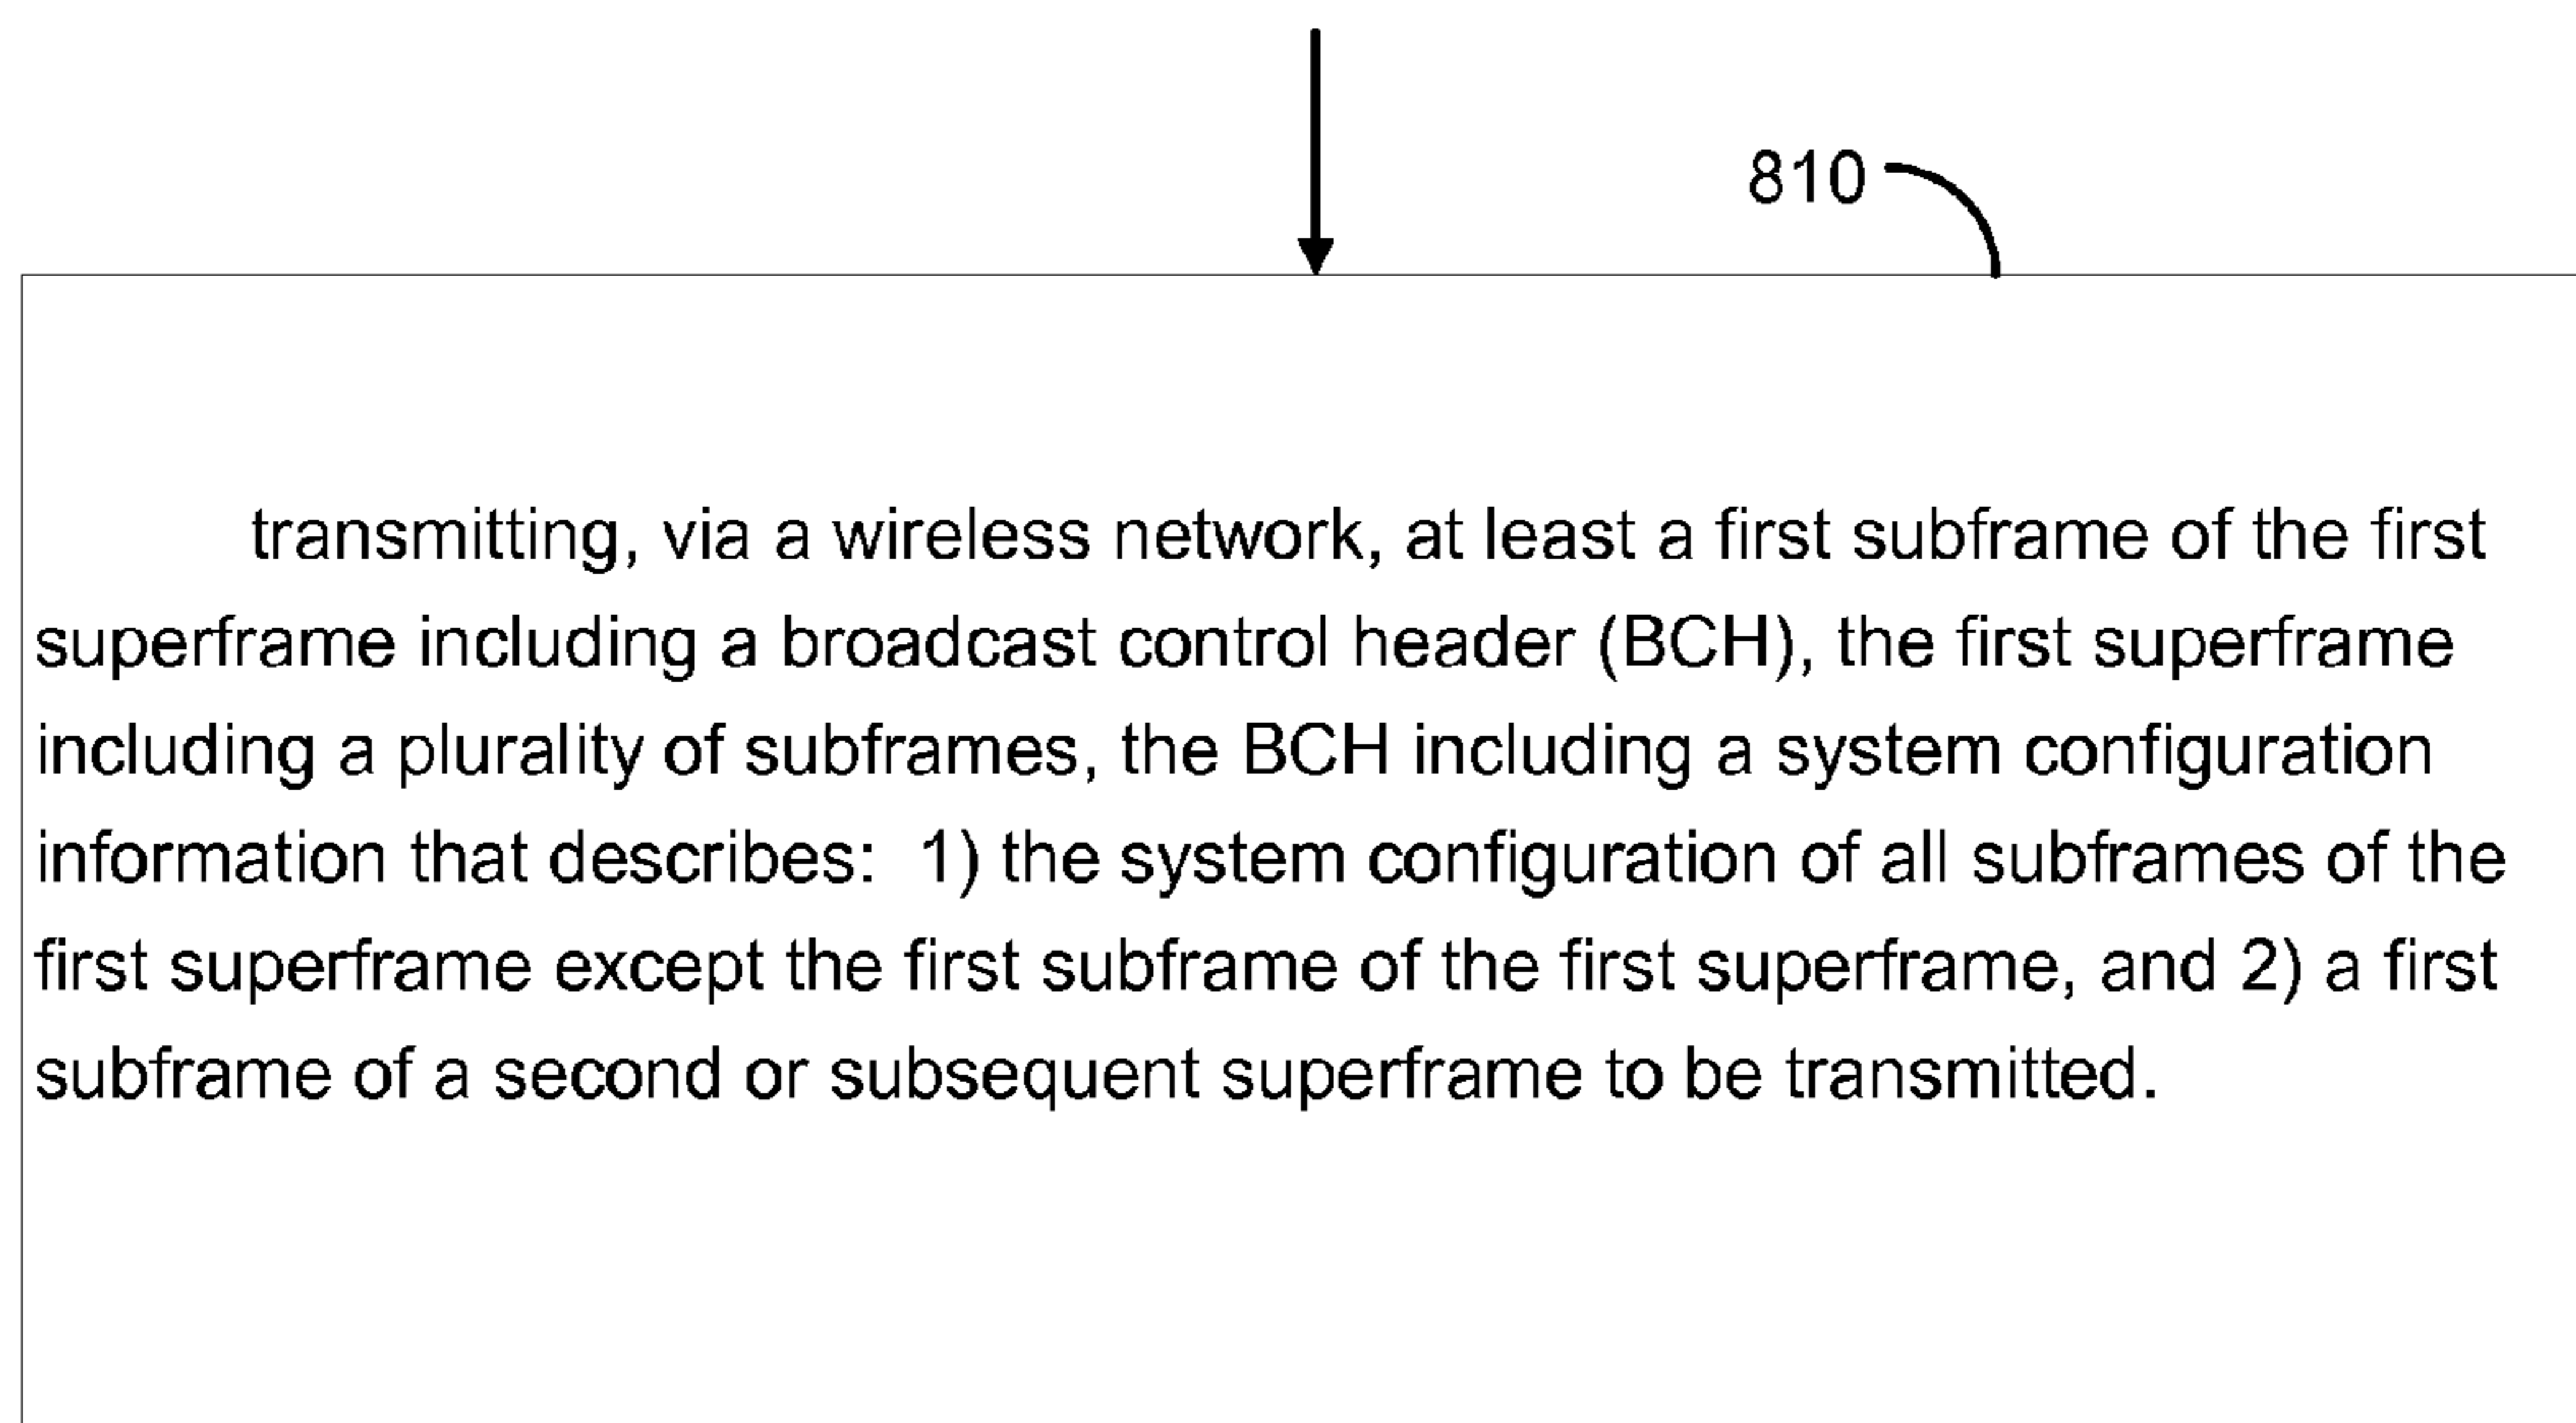 810
transmitting, via a wireless network, at least a first subframe of the first
superframe including a broadcast control header (BCH), the first superframe
including a plurality of subframes, the BCH including a system configuration
information that describes:  1) the system configuration of all subframes of the
first superframe except the first subframe of the first superframe, and 2) a first
subframe of a second or subsequent superframe to be transmitted.